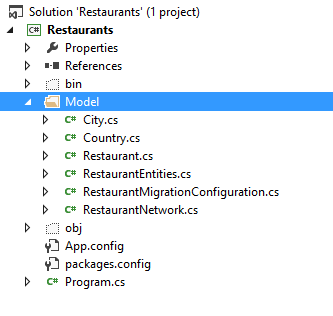 Solution 'Restaurants' (1 project)
C# Restaurants
Properties
References
bin
Model
C# City.cs
C# Country.cs
C# Restaurant.cs
C# RestaurantEntities.cs
C# RestaurantMigrationConfiguration.cs
C# RestaurantNetwork.cs
obj
App.config
packages.config
C# Program.cs